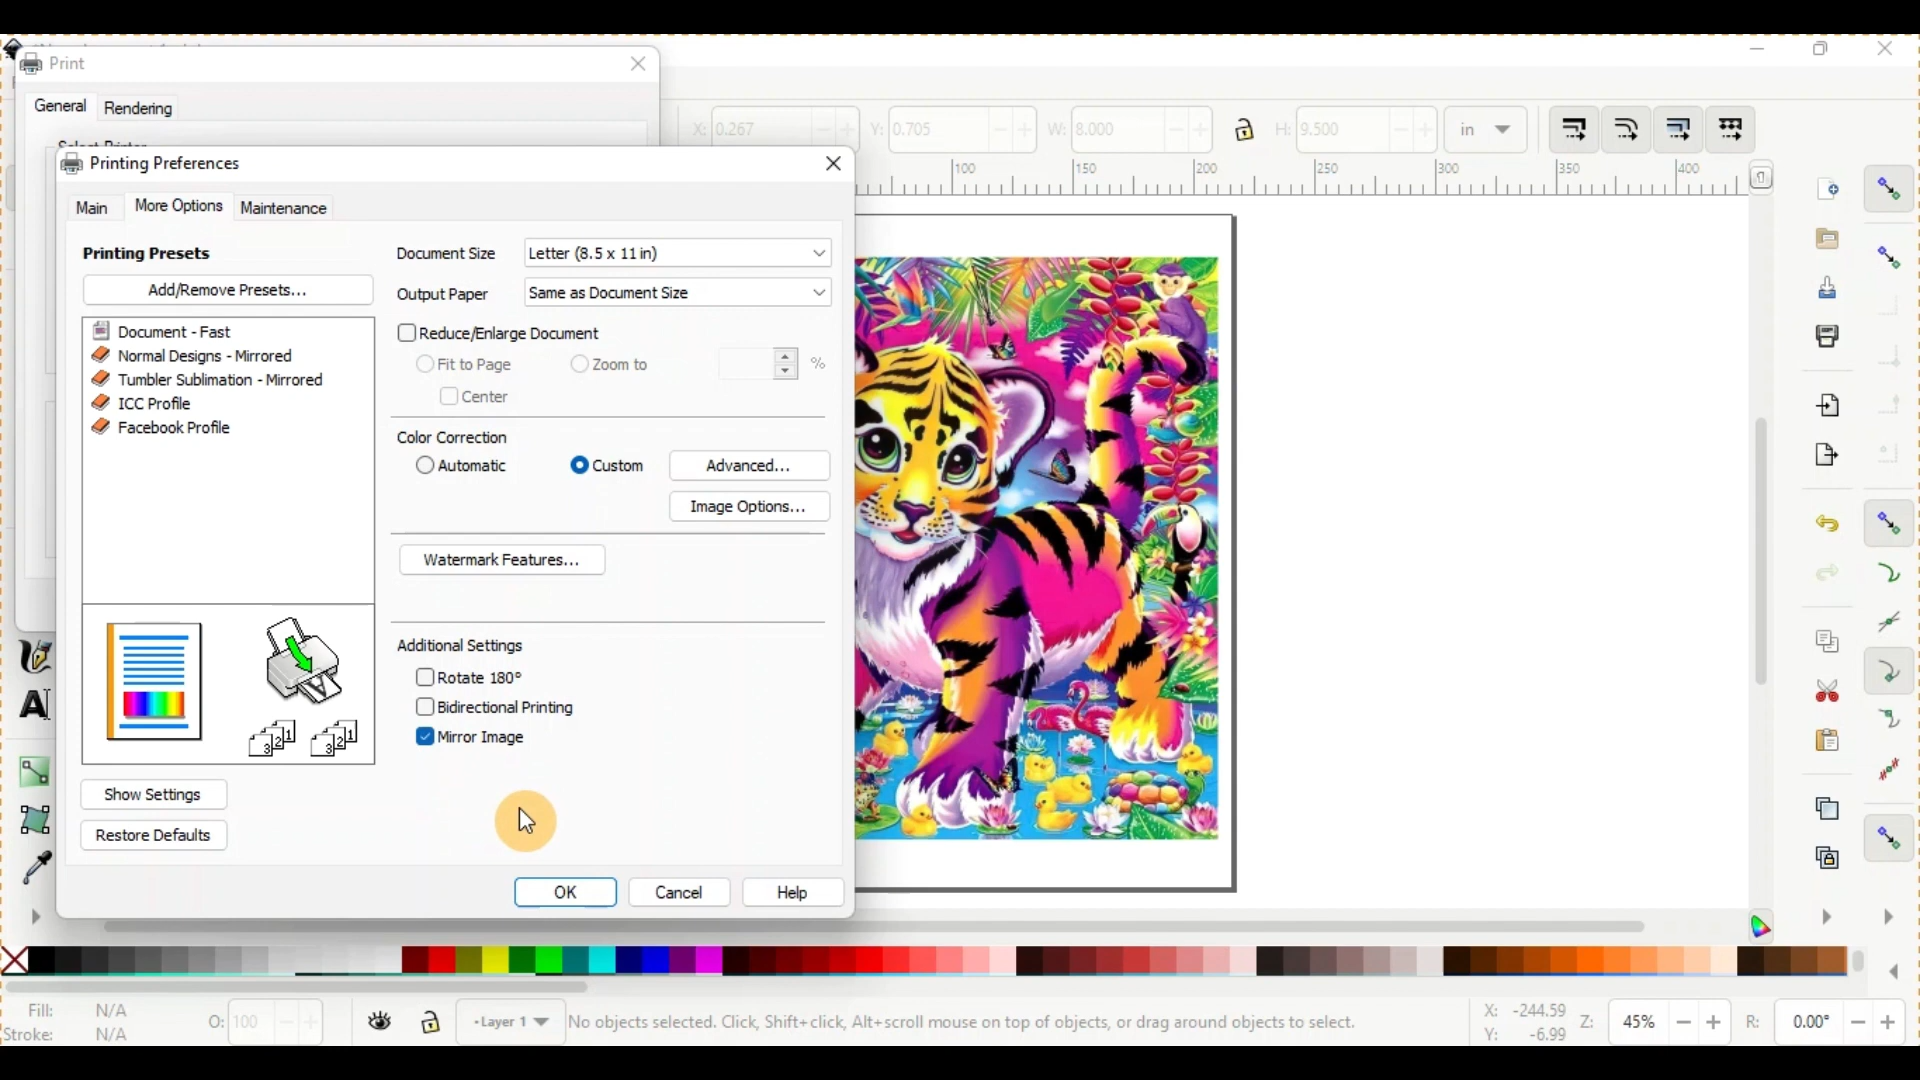 Print
General Rendering
X: 0.267 Y: 0.705 W: 8.000 H: 9.500 in
100 150 200 250 300 350 400
Printing Preferences
Main More Options Maintenance
Printing Presets
Add/Remove Presets...
Document - Fast
Normal Designs - Mirrored
Tumbler Sublimation - Mirrored
ICC Profile
Facebook Profile
Show Settings
Restore Defaults
Document Size Letter (8.5 x 11 in)
Output Paper Same as Document Size
Reduce/Enlarge Document
Fit to Page Zoom to %
Center
Color Correction
Automatic Custom Advanced...
Image Options...
Watermark Features...
Additional Settings
Rotate 180°
Bidirectional Printing
Mirror Image
OK Cancel Help
Fill: N/A
Stroke: N/A
O: 100
Layer 1
No objects selected. Click, Shift+click, Alt+scroll mouse on top of objects, or drag around objects to select.
X: -244.59
Y: -6.99
Z: 45%
R: 0.00°